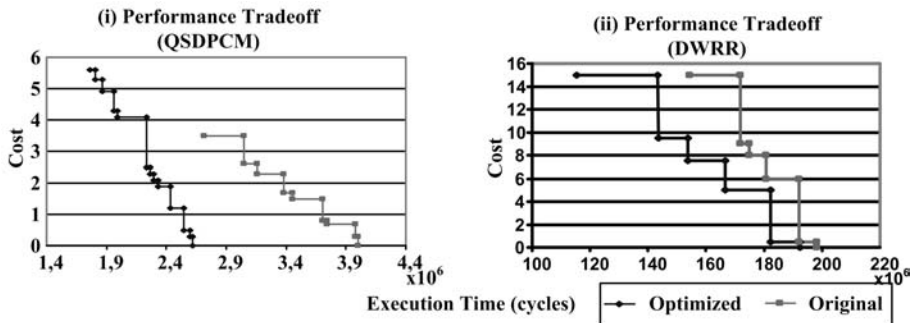 (i) Performance Tradeoff
(QSDPCM)
6
5
4
3
2
1
0
Cost
1,4 1,9 2,4 2,9 3,4 3,9 4,4
x10⁶
(ii) Performance Tradeoff
(DWRR)
16
14
12
10
8
6
4
2
0
Cost
100 120 140 160 180 200 220
x10⁶
Execution Time (cycles)
Optimized Original